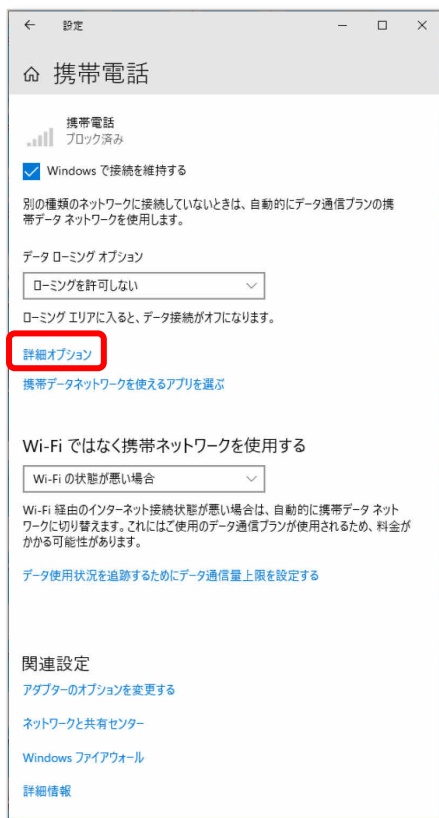 設定
携帯電話
携帯電話
ブロック済み
Windows で接続を維持する
別の種類のネットワークに接続していないときは、自動的にデータ通信プランの携
帯データ ネットワークを使用します。
データ ローミング オプション
ローミングを許可しない
ローミング エリアに入ると、データ接続がオフになります。
詳細オプション
携帯データネットワークを使えるアプリを選ぶ
Wi-Fi ではなく携帯ネットワークを使用する
Wi-Fi の状態が悪い場合
Wi-Fi 経由のインターネット接続状態が悪い場合は、自動的に携帯データ ネット
ワークに切り替えます。これにはご使用のデータ通信プランが使用されるため、料金が
かかる可能性があります。
データ使用状況を追跡するためにデータ通信量上限を設定する
関連設定
アダプターのオプションを変更する
ネットワークと共有センター
Windows ファイアウォール
詳細情報